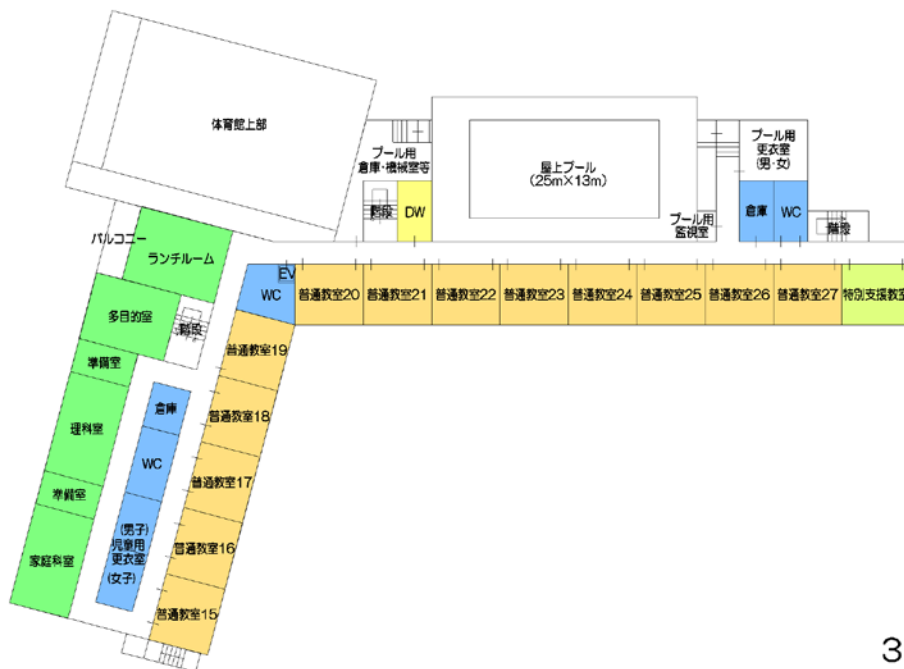 体育館上部
プール用
倉庫・機械室等
階段
DW
屋上プール
(25m×13m)
プール用
監視室
プール用
更衣室
(男・女)
倉庫
WC
階段
バルコニー
ランチルーム
多目的室
階段
準備室
理科室
準備室
家庭科室
倉庫
WC
(男子)
児童用
更衣室
(女子)
EV
WC
普通教室20
普通教室21
普通教室22
普通教室23
普通教室24
普通教室25
普通教室26
普通教室27
特別支援教室
普通教室19
普通教室18
普通教室17
普通教室16
普通教室15
3